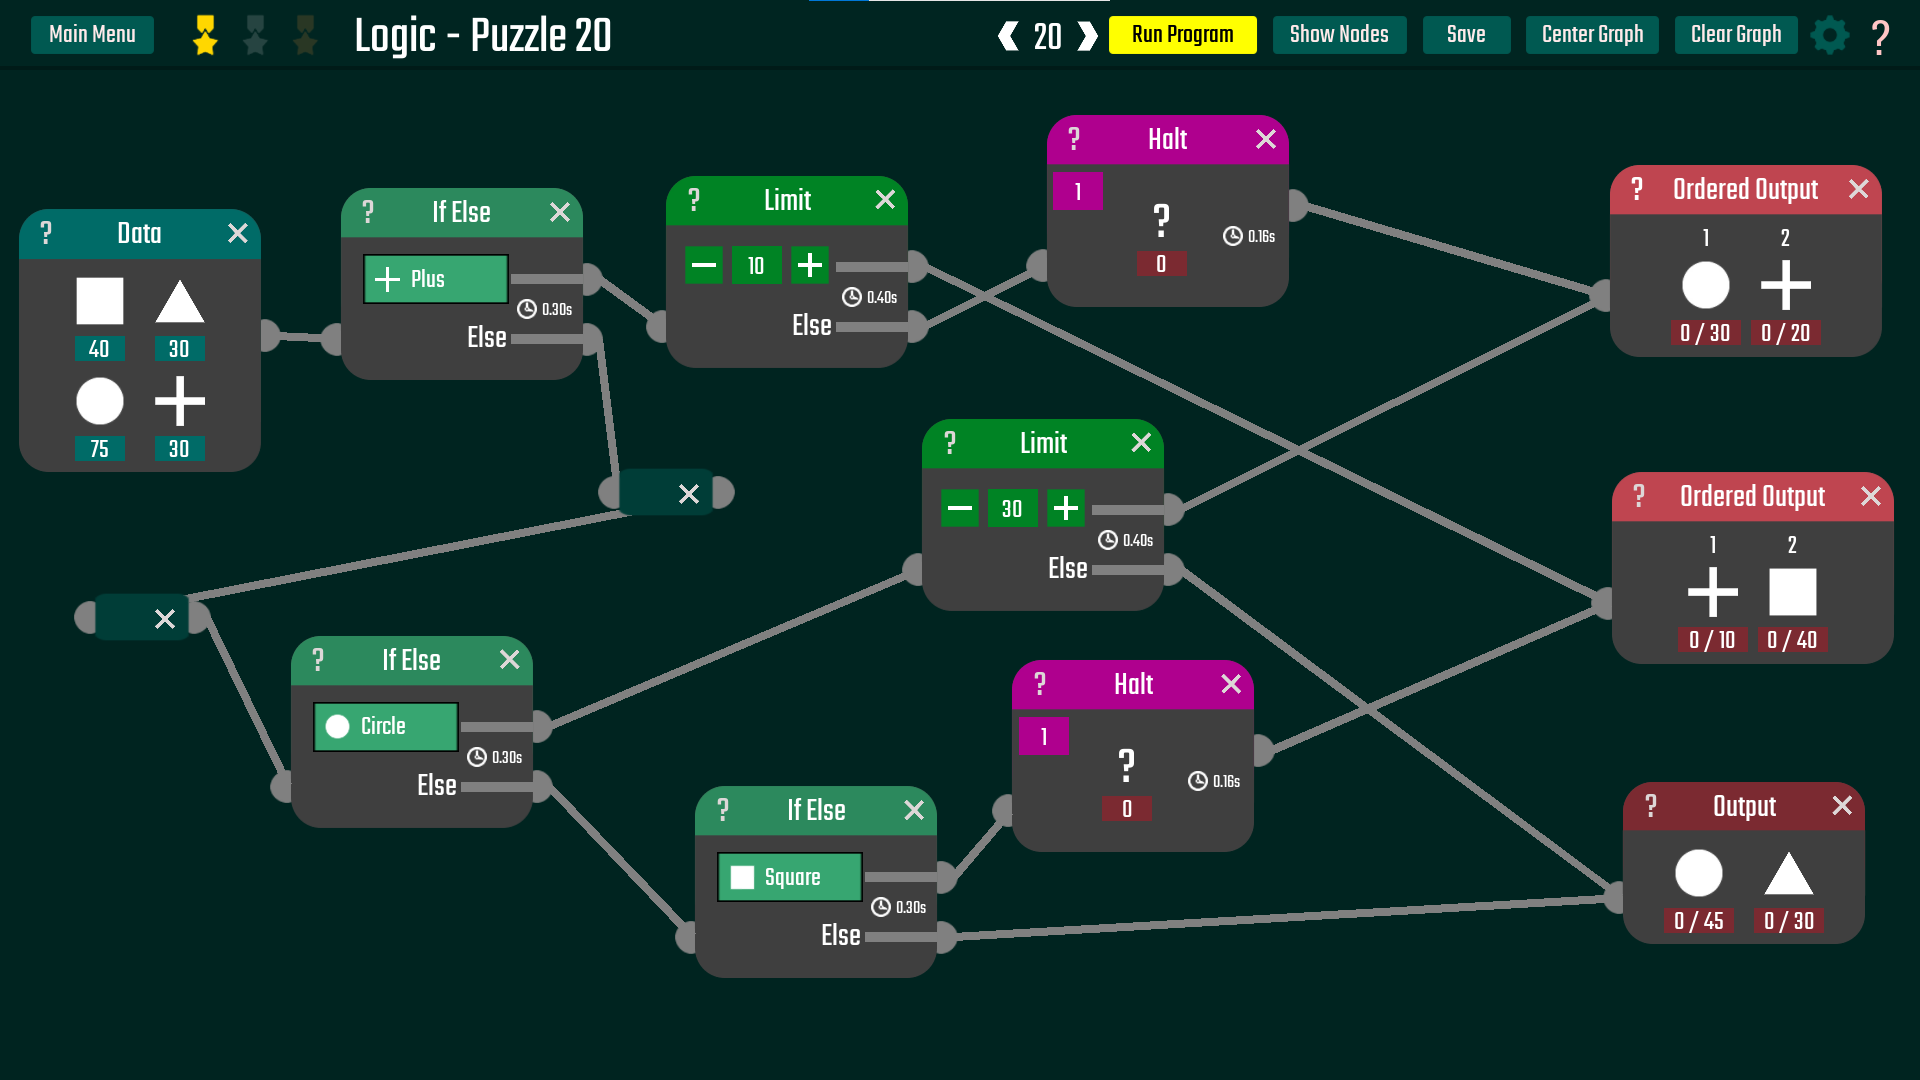 Main Menu
Logic - Puzzle 20
20
Run Program
Show Nodes
Save
Center Graph
Clear Graph
?
? Data
40 30
75 30
? If Else
Plus
0.30s
Else
? Limit
10
0.40s
Else
? Halt
1
?
0.16s
0
? Ordered Output
1 2
0 / 30 0 / 20
? Limit
30
0.40s
Else
? Ordered Output
1 2
0 / 10 0 / 40
? If Else
Circle
0.30s
Else
? Halt
1
?
0.16s
0
? If Else
Square
0.30s
Else
? Output
0 / 45 0 / 30